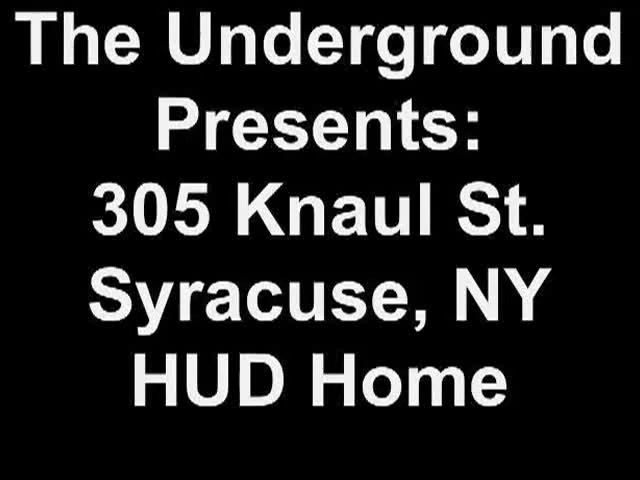 The Underground
Presents:
305 Knaul St.
Syracuse, NY
HUD Home